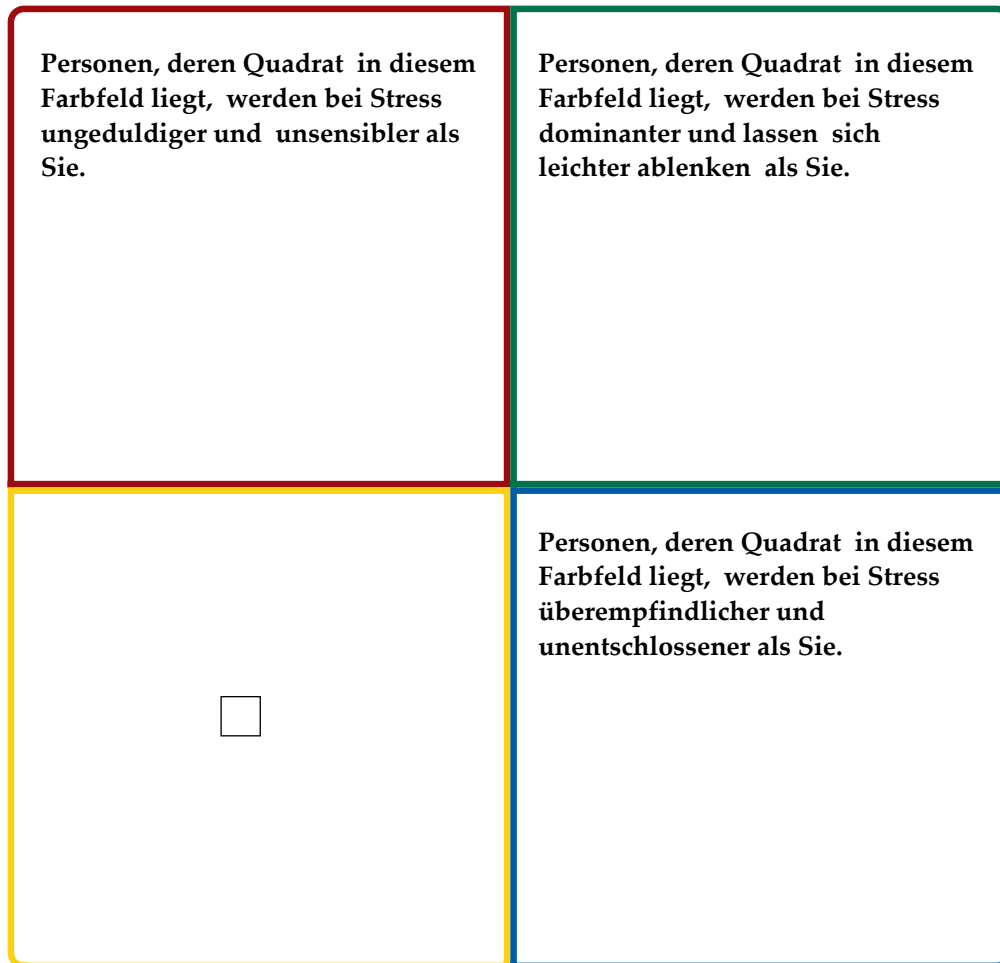 Personen, deren Quadrat in diesem
Farbfeld liegt, werden bei Stress
ungeduldiger und unsensibler als
Sie.
Personen, deren Quadrat in diesem
Farbfeld liegt, werden bei Stress
dominanter und lassen sich
leichter ablenken als Sie.
Personen, deren Quadrat in diesem
Farbfeld liegt, werden bei Stress
überempfindlicher und
unentschlossener als Sie.